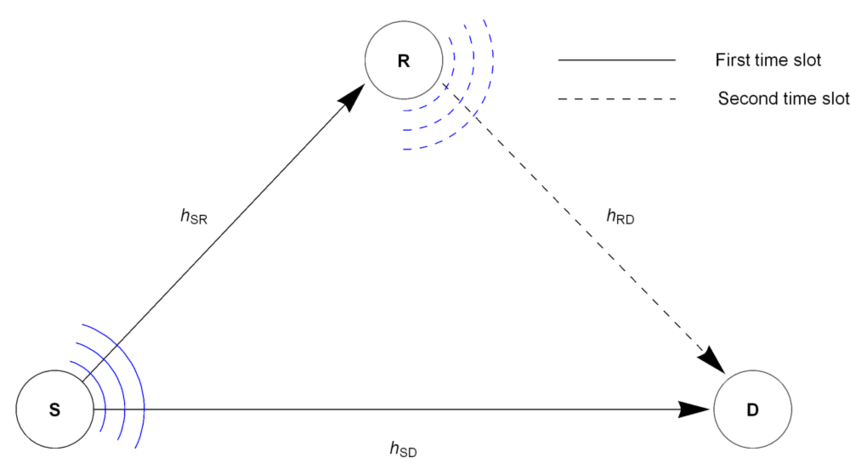 R
First time slot
Second time slot
hSR
hRD
S
D
hSD